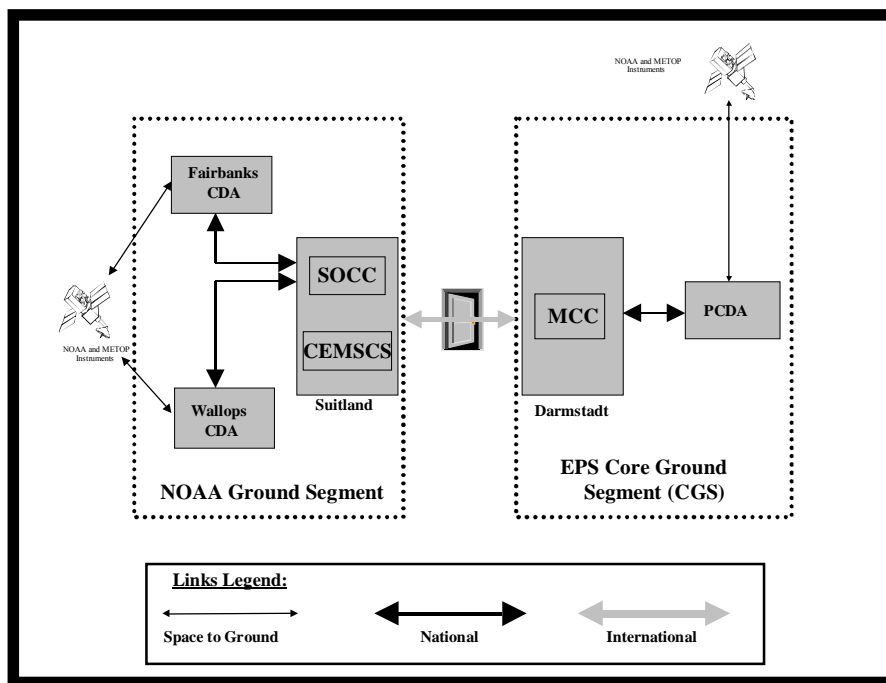 NOAA and METOP
Instruments
Fairbanks
CDA
SOCC
CEMSCS
Suitland
NOAA and METOP
Instruments
Wallops
CDA
NOAA Ground Segment
MCC
Darmstadt
PCDA
EPS Core Ground
Segment (CGS)
Links Legend:
Space to Ground
National
International